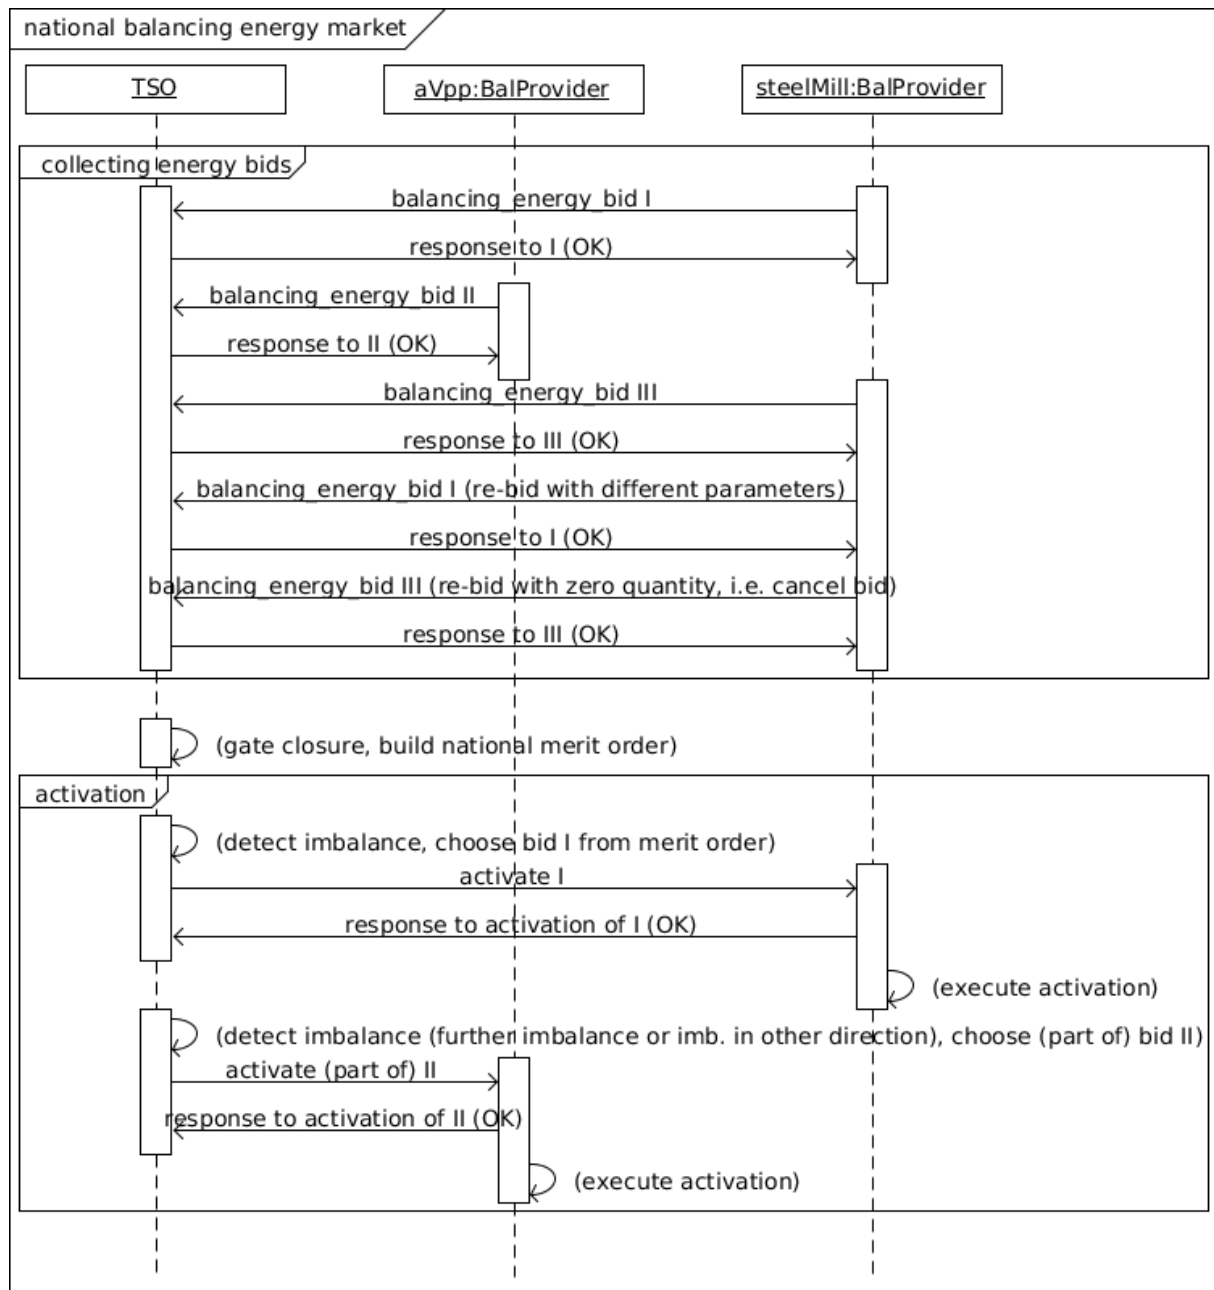 national balancing energy market
TSO
aVpp:BalProvider
steelMill:BalProvider
collecting energy bids
balancing_energy_bid I
response to I (OK)
balancing_energy_bid II
response to II (OK)
balancing_energy_bid III
response to III (OK)
balancing_energy_bid I (re-bid with different parameters)
response to I (OK)
balancing_energy_bid III (re-bid with zero quantity, i.e. cancel bid)
response to III (OK)
(gate closure, build national merit order)
activation
(detect imbalance, choose bid I from merit order)
activate I
response to activation of I (OK)
(execute activation)
(detect imbalance (further imbalance or imb. in other direction), choose (part of) bid II)
activate (part of) II
response to activation of II (OK)
(execute activation)